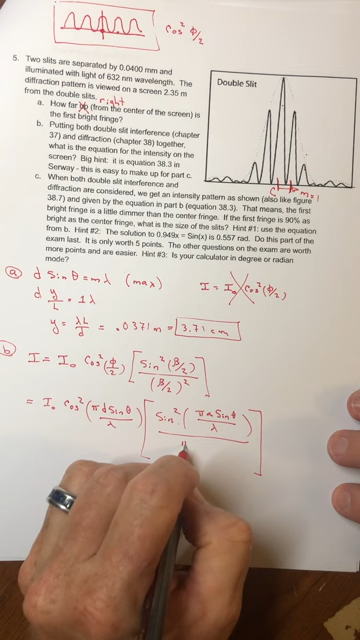 cos² Φ/2
5. Two slits are separated by 0.0400 mm and
illuminated with light of 632 nm wavelength. The
diffraction pattern is viewed on a screen 2.35 m
from the double slits.
right
a. How far up (from the center of the screen) is
the first bright fringe?
b. Putting both double slit interference (chapter
37) and diffraction (chapter 38) together,
what is the equation for the intensity on the
screen? Big hint: it is equation 38.3 in
Serway - this is easy to make up for part c.
Double Slit
C m=1
c. When both double slit interference and
diffraction are considered, we get an intensity pattern as shown (also like figure
38.7) and given by the equation in part b (equation 38.3). That means, the first
bright fringe is a little dimmer than the center fringe. If the first fringe is 90% as
bright as the center fringe, what is the size of the slits? Hint #1: use the equation
from b. Hint #2: The solution to 0.949x = Sin(x) is 0.557 rad. Do this part of the
exam last. It is only worth 5 points. The other questions on the exam are worth
more points and are easier. Hint #3: Is your calculator in degree or radian
mode?
a d Sin θ = mλ (max)
I = I₀ cos²(Φ/2)
d y/L = 1λ
y = λL/d = .0371 m = 3.71 cm
b I = I₀ cos²(Φ/2) [Sin²(β/2)/(β/2)²]
= I₀ cos²(πd Sin θ/λ) [Sin²(πa Sin θ/λ)